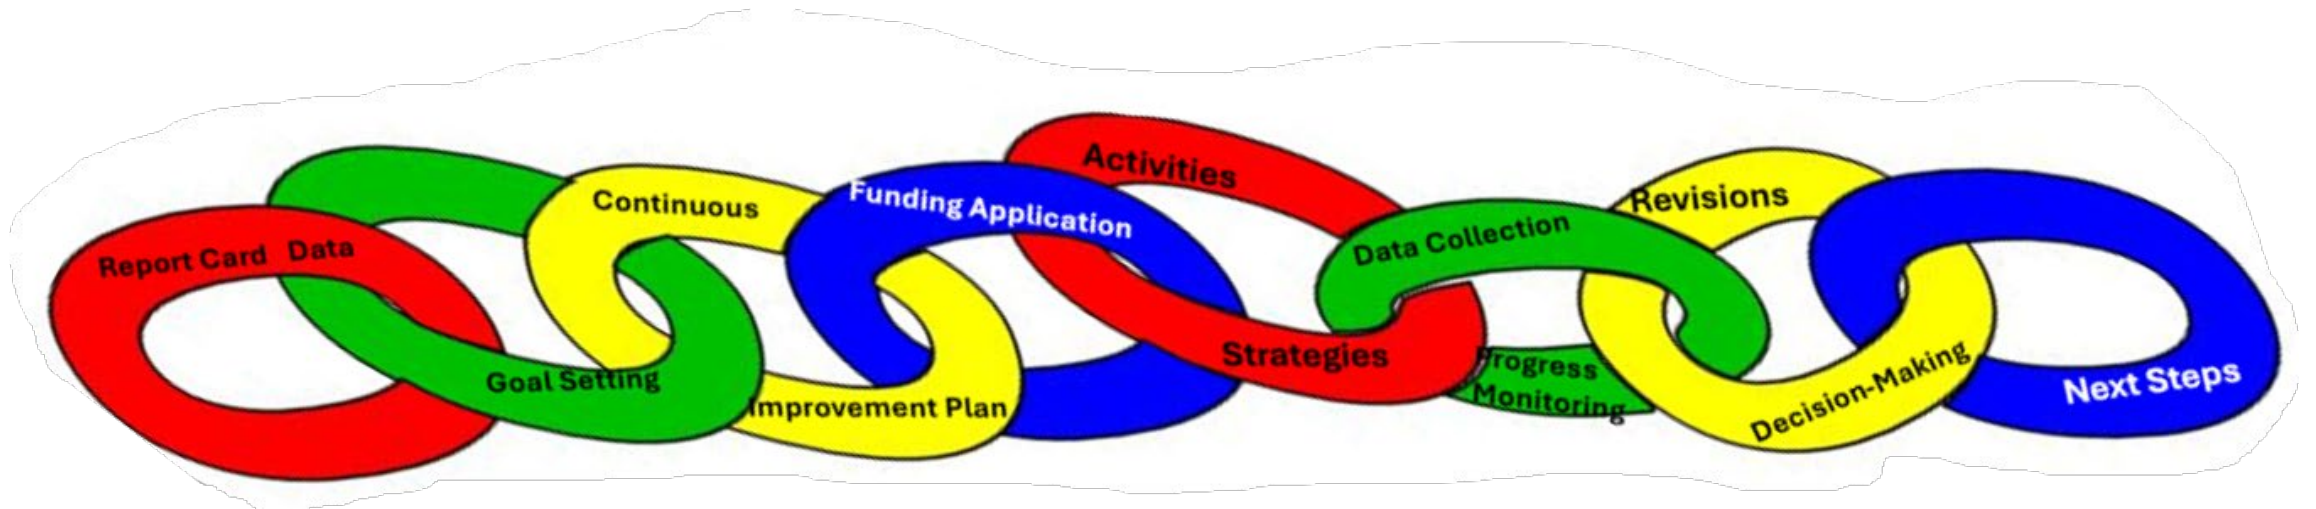 Report Card Data
Goal Setting
Continuous
Improvement Plan
Funding Application
Activities
Strategies
Data Collection
Progress
Monitoring
Revisions
Decision-Making
Next Steps